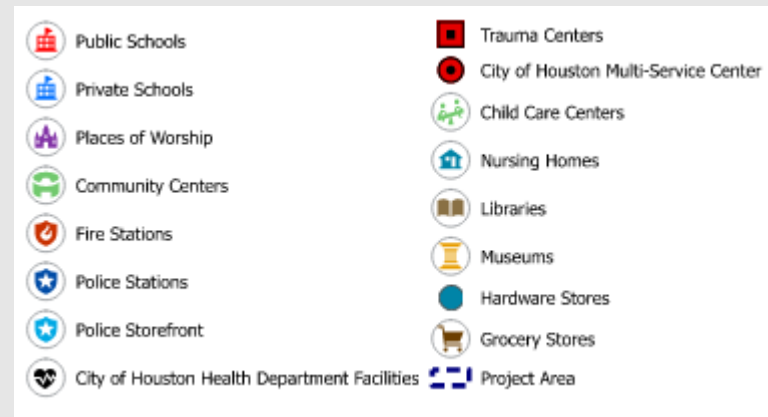 Public Schools
Private Schools
Places of Worship
Community Centers
Fire Stations
Police Stations
Police Storefront
City of Houston Health Department Facilities
Trauma Centers
City of Houston Multi-Service Center
Child Care Centers
Nursing Homes
Libraries
Museums
Hardware Stores
Grocery Stores
Project Area